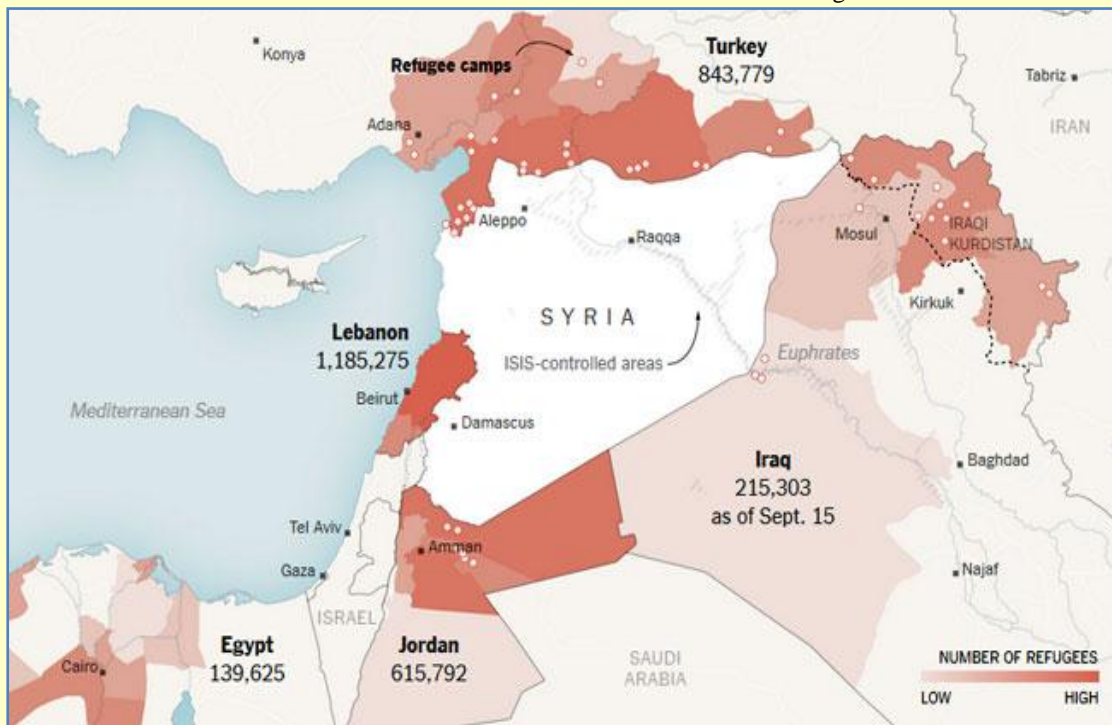 Konya
Refugee camps
Turkey
843,779
Tabriz
Adana
IRAN
Aleppo
Mosul
IRAQI
KURDISTAN
Raqqa
Kirkuk
SYRIA
Lebanon
1,185,275
Euphrates
ISIS-controlled areas
Beirut
Mediterranean Sea
Damascus
Iraq
215,303
as of Sept. 15
Baghdad
Tel Aviv
Amman
Gaza
Najaf
ISRAEL
Egypt
139,625
Jordan
615,792
Cairo
SAUDI
ARABIA
NUMBER OF REFUGEES
LOW HIGH